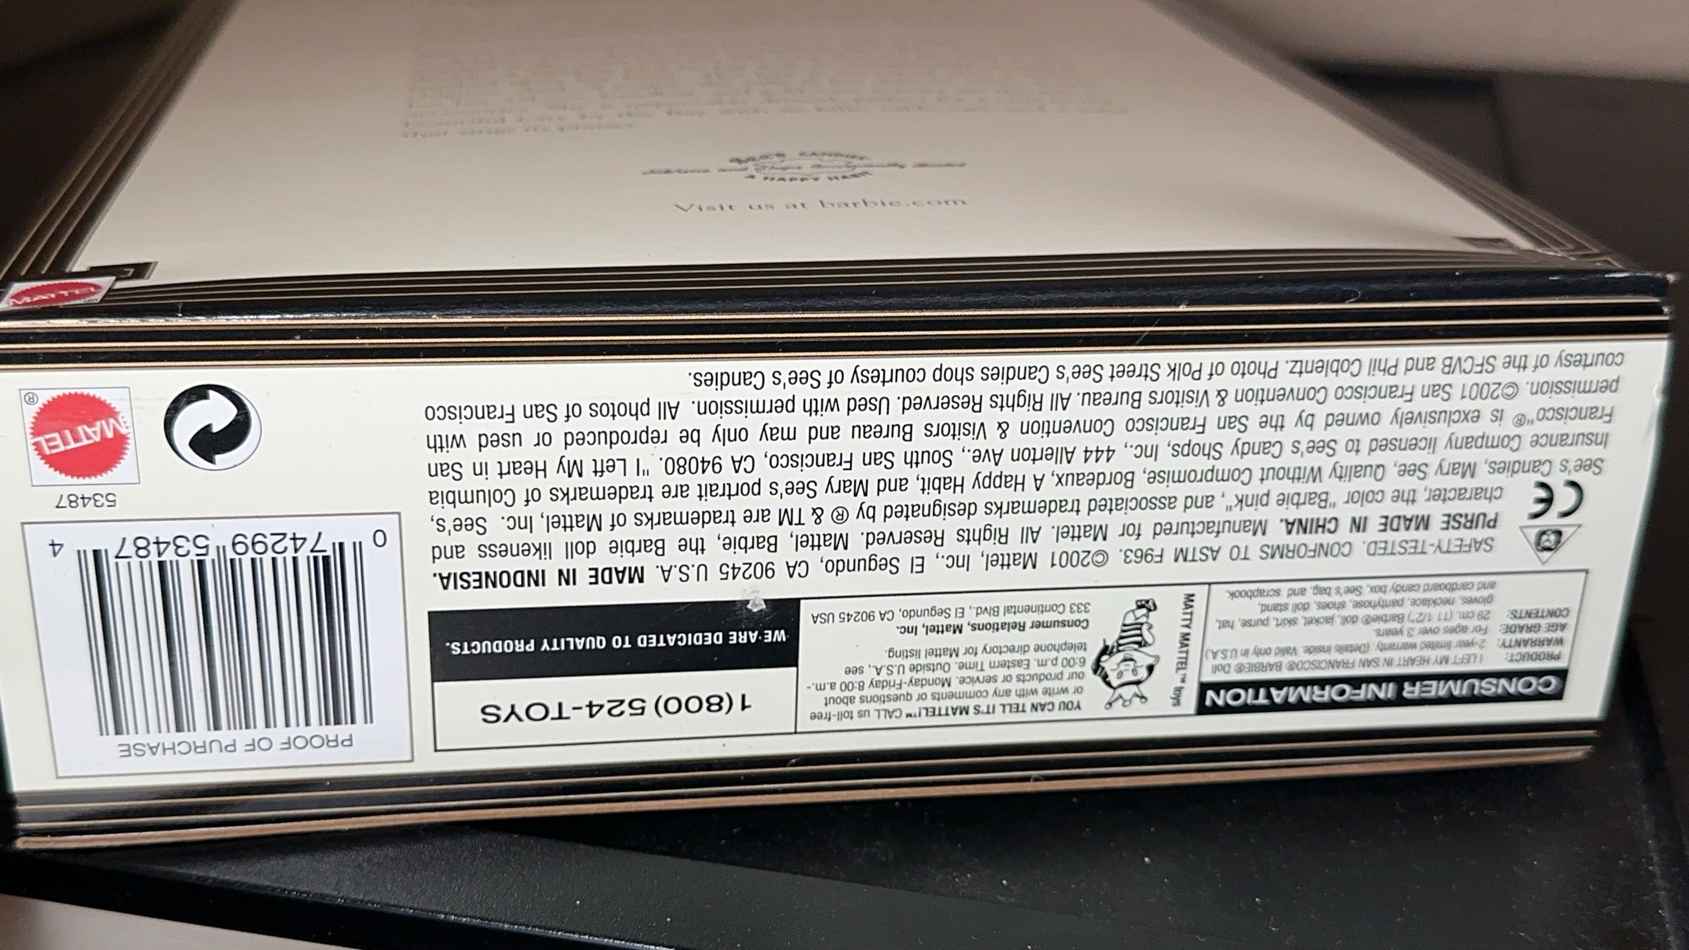 CONSUMER INFORMATION
PRODUCT: I LEFT MY HEART IN SAN FRANCISCO® BARBIE® Doll
WARRANTY: 2-year limited warranty. (Details inside. Valid only in U.S.A.)
AGE GRADE: For ages over 3 years.
CONTENTS: 29 cm. (11 1/2") Barbie® doll, jacket, skirt, purse, hat,
gloves, necklace, pantyhose, shoes, doll stand,
and cardboard candy box, See's bag, and scrapbook.
MATTY MATTEL™ toys
YOU CAN TELL IT'S MATTEL!™ CALL us toll-free
or write with any comments or questions about
our products or service. Monday-Friday 8:00 a.m.-
6:00 p.m. Eastern Time. Outside U.S.A., see
telephone directory for Mattel listing.
Consumer Relations, Mattel, Inc.
333 Continental Blvd., El Segundo, CA 90245 USA
1(800) 524-TOYS
WE ARE DEDICATED TO QUALITY PRODUCTS.
PROOF OF PURCHASE
0 74299 53487 4
53487
MATTEL
®
SAFETY-TESTED. CONFORMS TO ASTM F963. ©2001 Mattel, Inc., El Segundo, CA 90245 U.S.A. MADE IN INDONESIA.
PURSE MADE IN CHINA. Manufactured for Mattel. All Rights Reserved. Mattel, Barbie, the Barbie doll likeness and
CE
character, the color "Barbie pink", and associated trademarks designated by ® & TM are trademarks of Mattel, Inc. See's,
See's Candies, Mary See, Quality Without Compromise, Bordeaux, A Happy Habit, and Mary See's portrait are trademarks of Columbia
Insurance Company licensed to See's Candy Shops, Inc., 444 Allerton Ave., South San Francisco, CA 94080. "I Left My Heart in San
Francisco"® is exclusively owned by the San Francisco Convention & Visitors Bureau and may only be reproduced or used with
permission. ©2001 San Francisco Convention & Visitors Bureau. All Rights Reserved. Used with permission. All photos of San Francisco
courtesy of the SFCVB and Phil Coblentz. Photo of Polk Street See's Candies shop courtesy of See's Candies.
MATTEL
Visit us at barbie.com
A HAPPY HABIT
SEE'S CANDIES